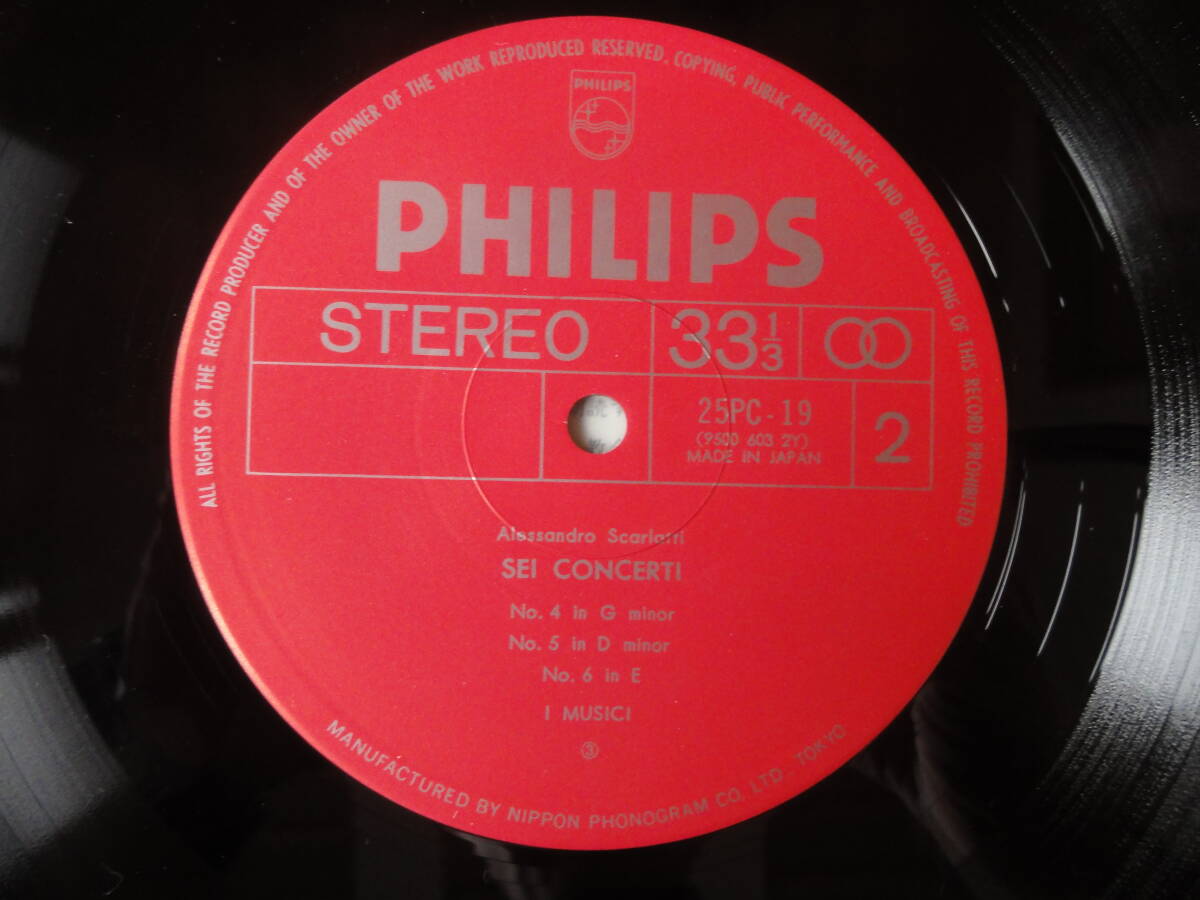 ALL RIGHTS OF THE RECORD PRODUCER AND OF THE OWNER OF THE WORK REPRODUCED RESERVED. COPYING, PUBLIC PERFORMANCE AND BROADCASTING OF THIS RECORD PROHIBITED
PHILIPS
PHILIPS
STEREO
33 1/3
25PC-19
(9500 603 2Y)
MADE IN JAPAN
2
Alessandro Scarlatti
SEI CONCERTI
No. 4 in G minor
No. 5 in D minor
No. 6 in E
I MUSICI
③
MANUFACTURED BY NIPPON PHONOGRAM CO., LTD., TOKYO